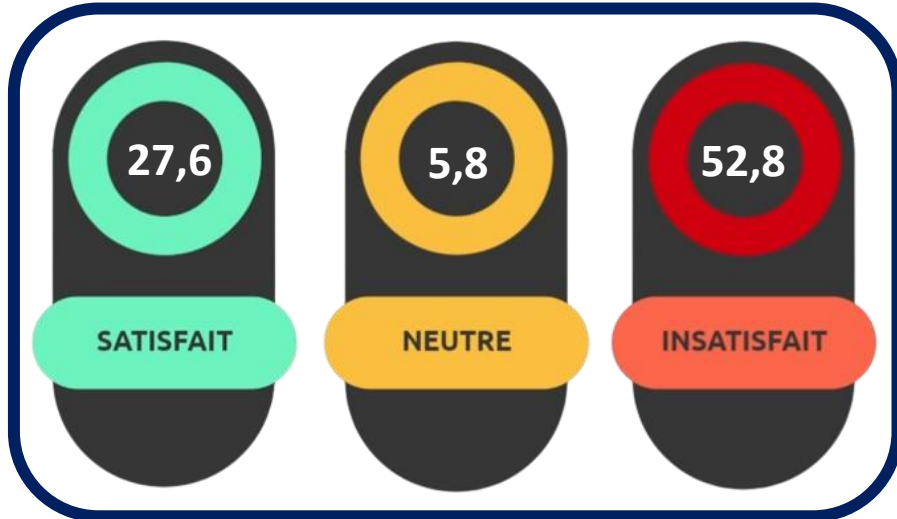 27,6
5,8
52,8
SATISFAIT
NEUTRE
INSATISFAIT